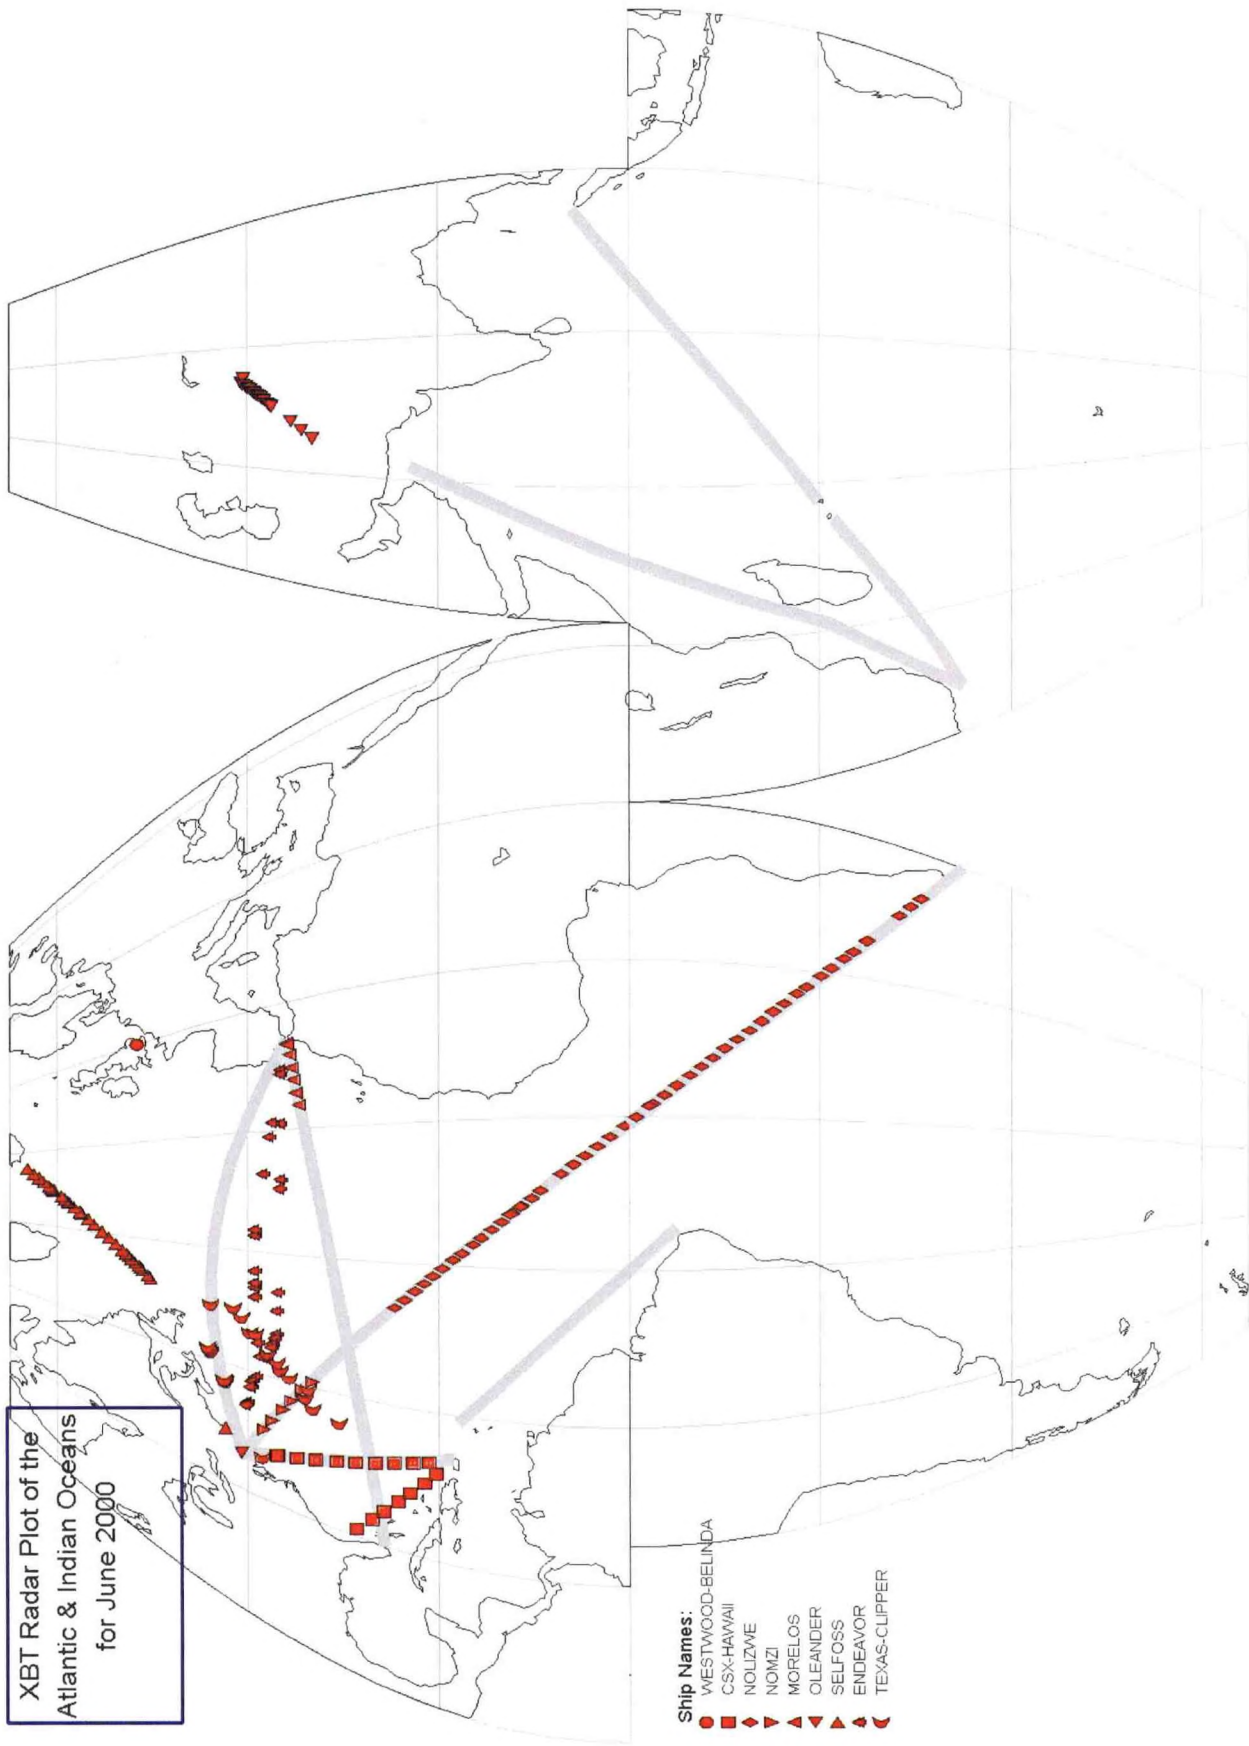 XBT Radar Plot of the
Atlantic & Indian Oceans
for June 2000
Ship Names:
WESTWOOD-BELINDA
CSX-HAWAII
NOLIZWE
NOMZI
MORELOS
OLEANDER
SELFOSS
ENDEAVOR
TEXAS-CLIPPER